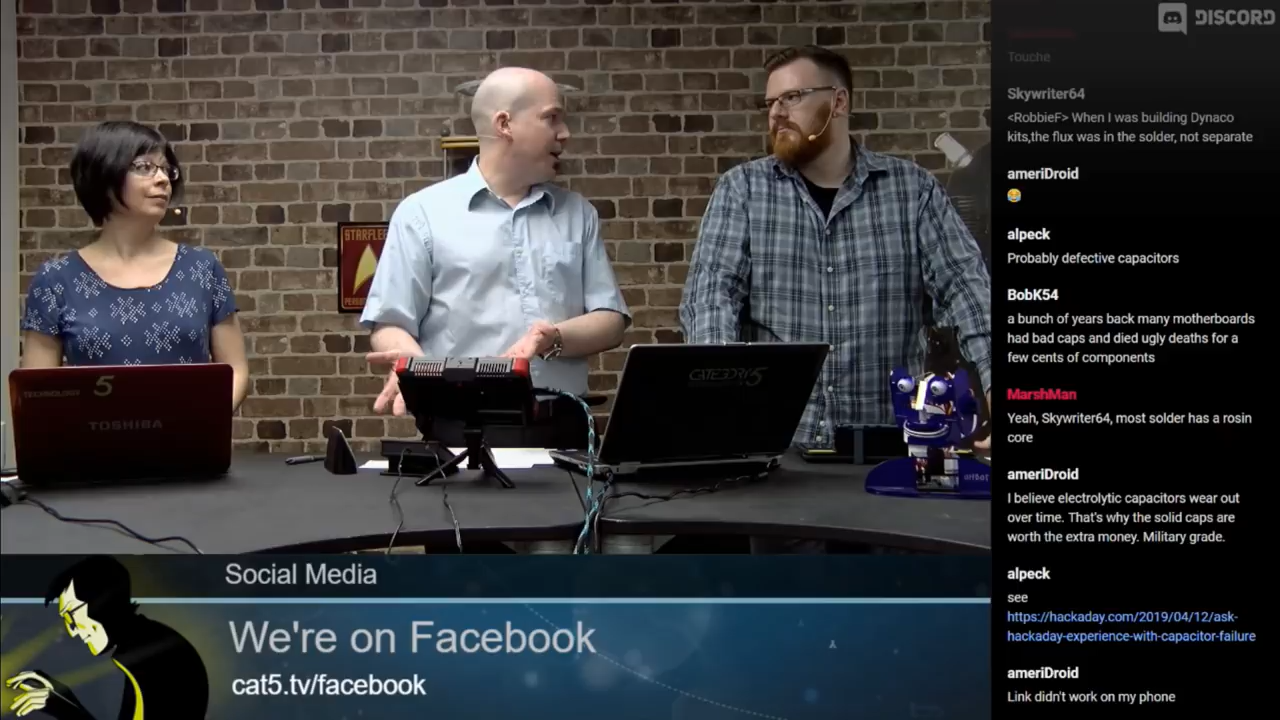 DISCORD
Touche
Skywriter64
<RobbieF> When I was building Dynaco
kits,the flux was in the solder, not separate
ameriDroid
alpeck
Probably defective capacitors
BobK54
a bunch of years back many motherboards
had bad caps and died ugly deaths for a
few cents of components
MarshMan
Yeah, Skywriter64, most solder has a rosin
core
ameriDroid
I believe electrolytic capacitors wear out
over time. That's why the solid caps are
worth the extra money. Military grade.
alpeck
see
https://hackaday.com/2019/04/12/ask-
hackaday-experience-with-capacitor-failure
ameriDroid
Link didn't work on my phone
TECHNOLOGY 5
TOSHIBA
CATEGORY5
Social Media
We're on Facebook
cat5.tv/facebook